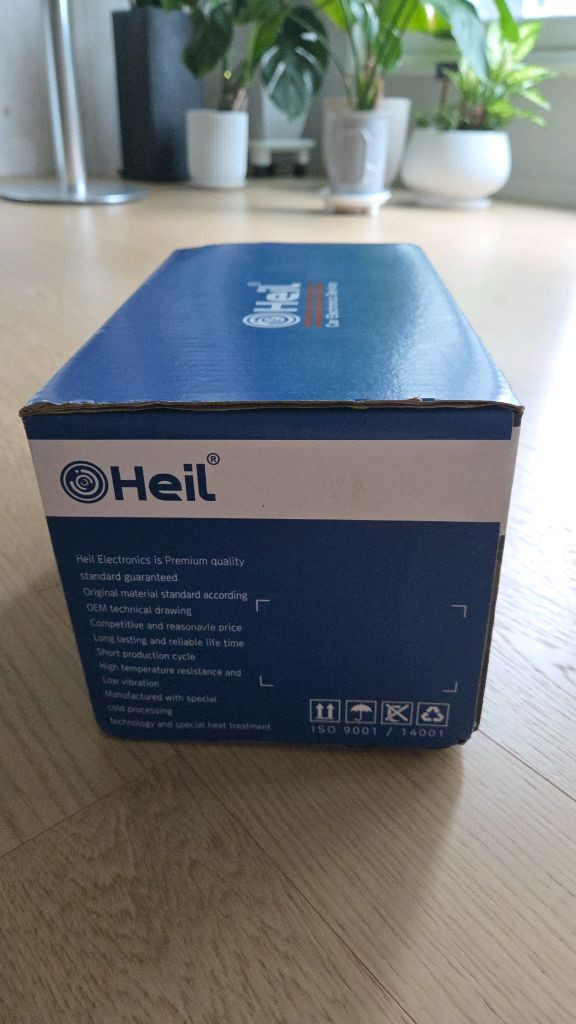 Heil®
Car Electronics Device
Heil®
Heil Electronics is Premium quality
standard guaranteed
Original material standard according
OEM technical drawing
Competitive and reasonavle price
Long lasting and reliable life time
Short production cycle
High temperature resistance and
Low vibration
Manufactured with special
cold processing
technology and special heat treatment
ISO 9001 / 14001